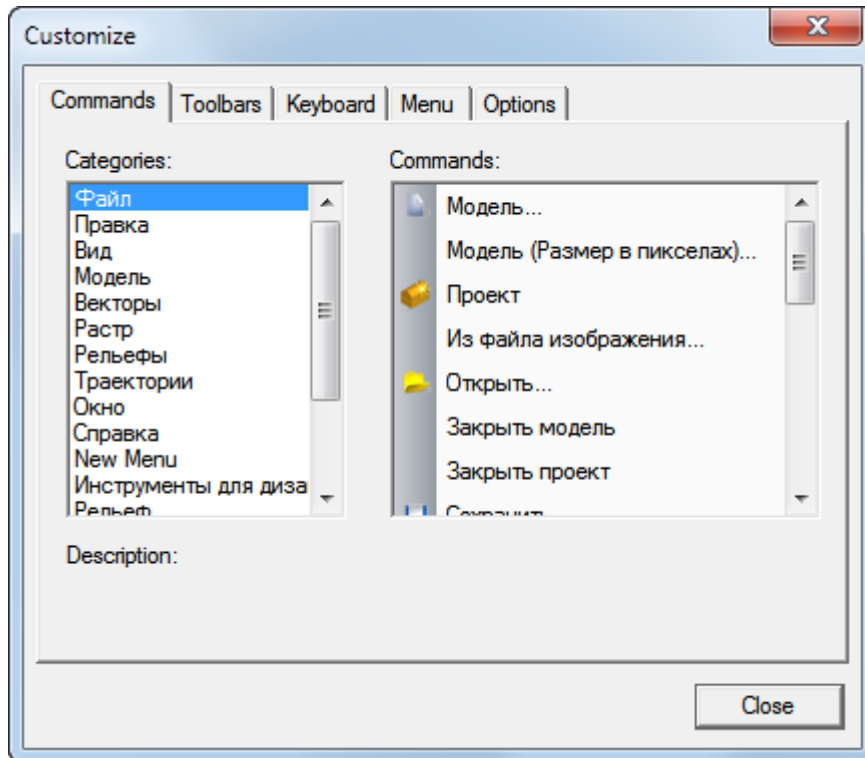 Customize
Commands Toolbars Keyboard Menu Options
Categories:
Файл
Правка
Вид
Модель
Векторы
Растр
Рельефы
Траектории
Окно
Справка
New Menu
Инструменты для диза
Рельеф
Commands:
Модель...
Модель (Размер в пикселах)...
Проект
Из файла изображения...
Открыть...
Закрыть модель
Закрыть проект
Сохранить
Description:
Close